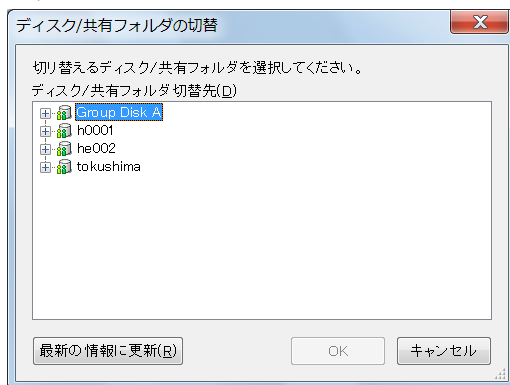 ディスク/共有フォルダの切替
切り替えるディスク/共有フォルダを選択してください。
ディスク/共有フォルダ切替先(D)
Group Disk A
h0001
he002
tokushima
最新の情報に更新(R) OK キャンセル